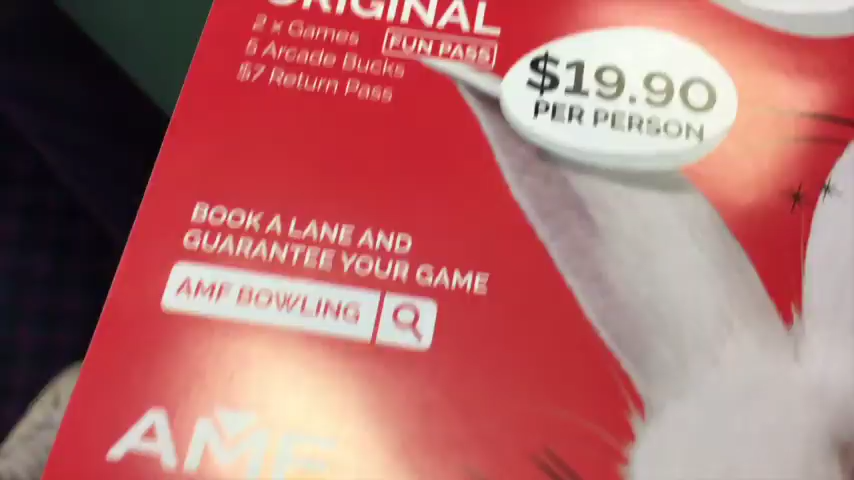 ORIGINAL
FUN PASS
2 x Games
5 Arcade Bucks
$7 Return Pass
$19.90
PER PERSON
BOOK A LANE AND
GUARANTEE YOUR GAME
AMF BOWLING
AMF